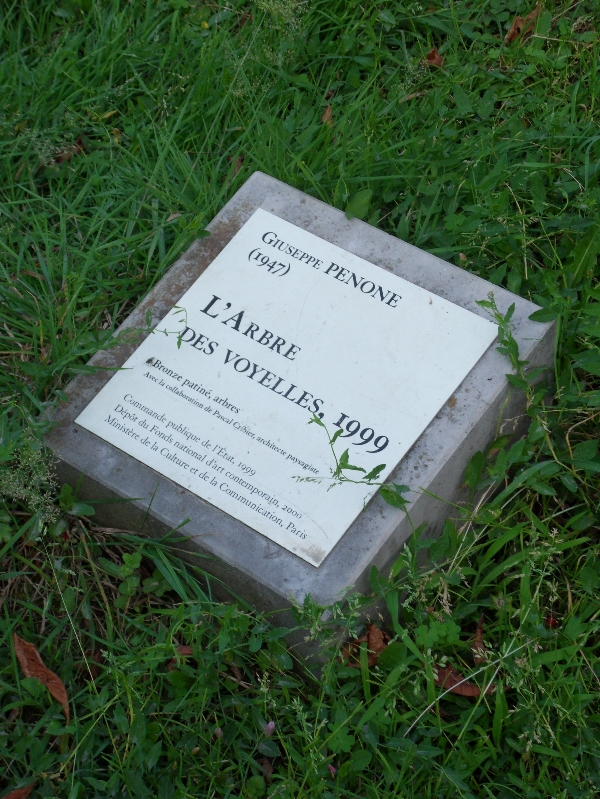 Giuseppe PENONE
(1947)
L'Arbre
des voyelles, 1999
Bronze patiné, arbres
Avec la collaboration de Pascal Cribier, architecte paysagiste
Commande publique de l'État, 1999
Dépôt du Fonds national d'art contemporain, 2000
Ministère de la Culture et de la Communication, Paris